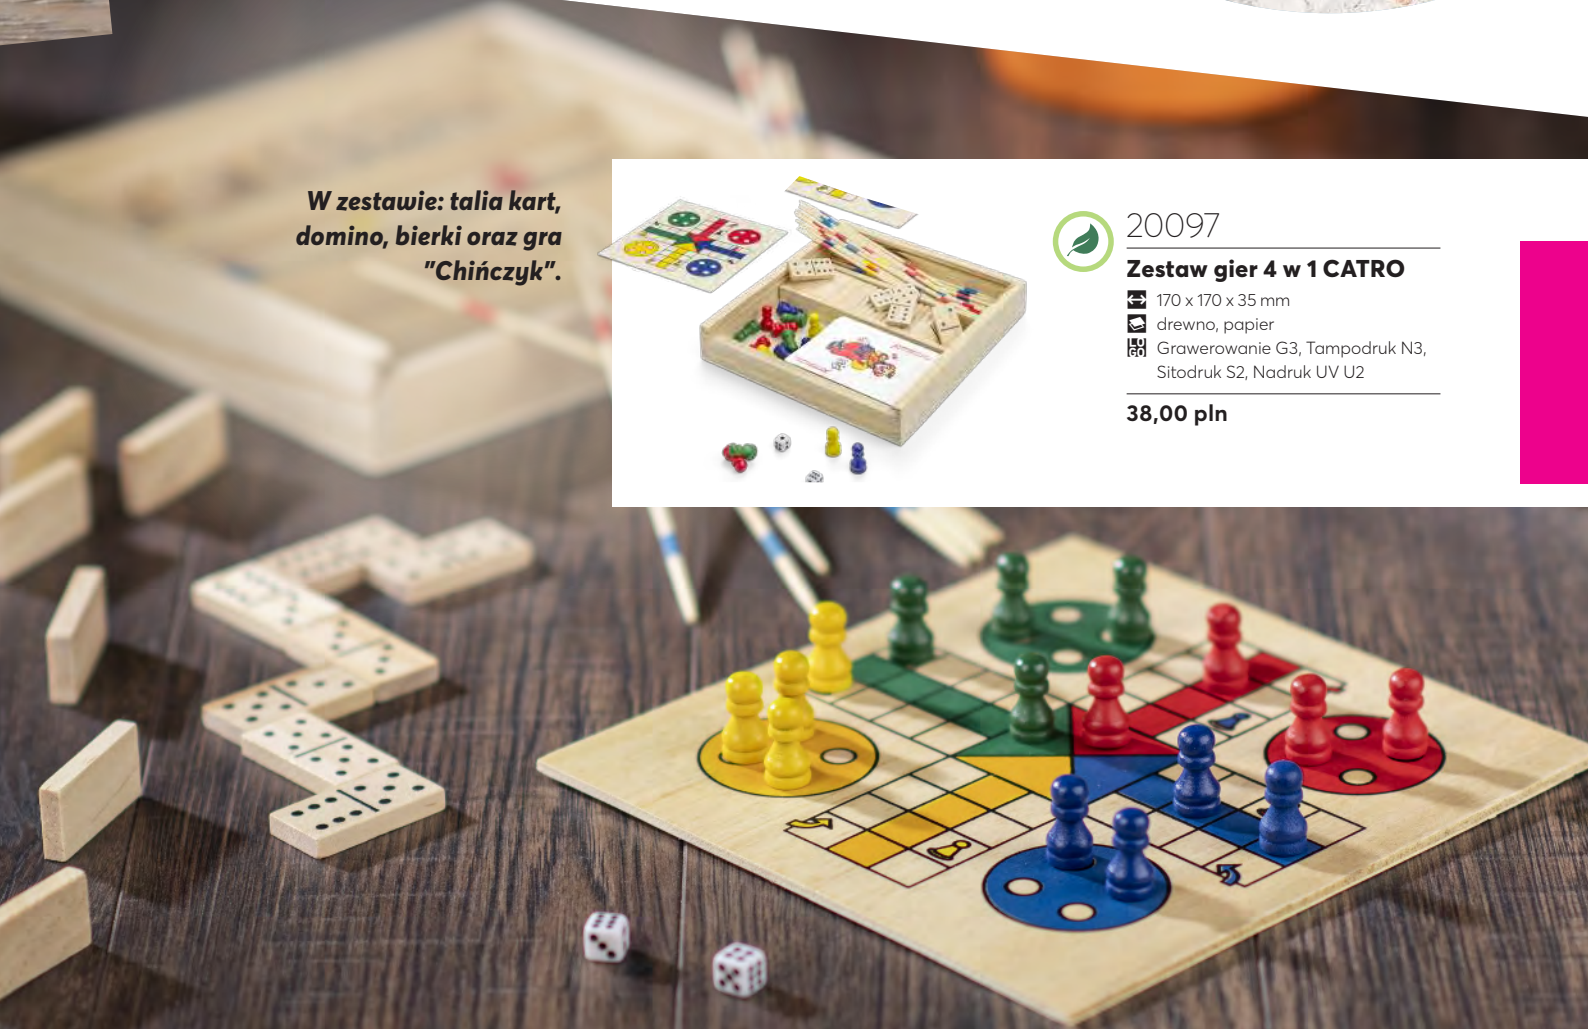 W zestawie: talia kart,
domino, bierki oraz gra
"Chińczyk".
20097
Zestaw gier 4 w 1 CATRO
170 x 170 x 35 mm
drewno, papier
LOGO
Grawerowanie G3, Tampodruk N3,
Sitodruk S2, Nadruk UV U2
38,00 pln